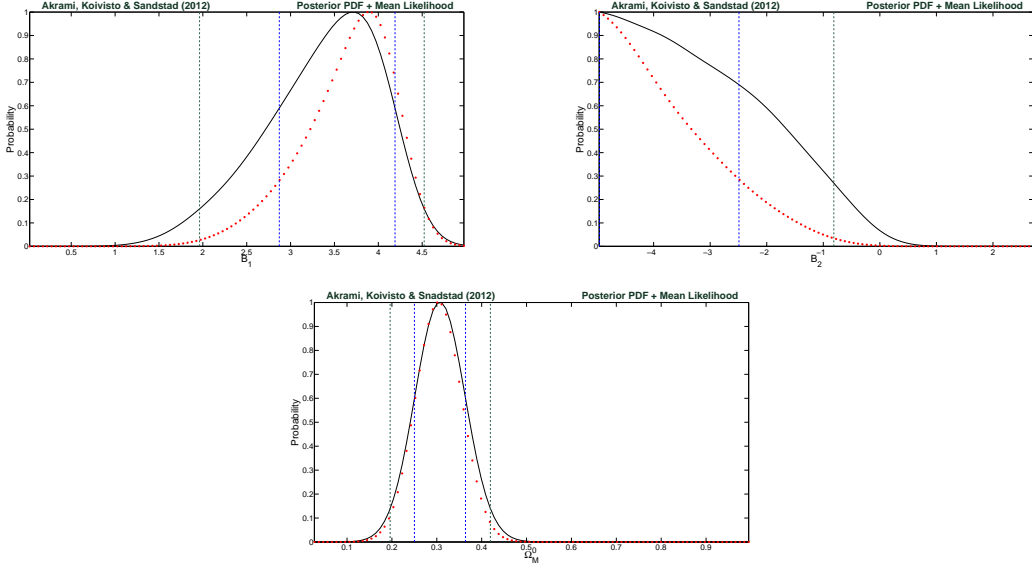 Akrami, Koivisto & Sandstad (2012) Posterior PDF + Mean Likelihood
1
0.9
0.8
0.7
0.6
0.5
0.4
0.3
0.2
0.1
0
Probability
0.5 1 1.5 2 2.5 3 3.5 4 4.5
B1
Akrami, Koivisto & Sandstad (2012) Posterior PDF + Mean Likelihood
1
0.9
0.8
0.7
0.6
0.5
0.4
0.3
0.2
0.1
0
Probability
−4 −3 −2 −1 0 1 2
B2
Akrami, Koivisto & Snadstad (2012) Posterior PDF + Mean Likelihood
1
0.9
0.8
0.7
0.6
0.5
0.4
0.3
0.2
0.1
0
Probability
0.1 0.2 0.3 0.4 0.5 0.6 0.7 0.8 0.9
Ω_M^0